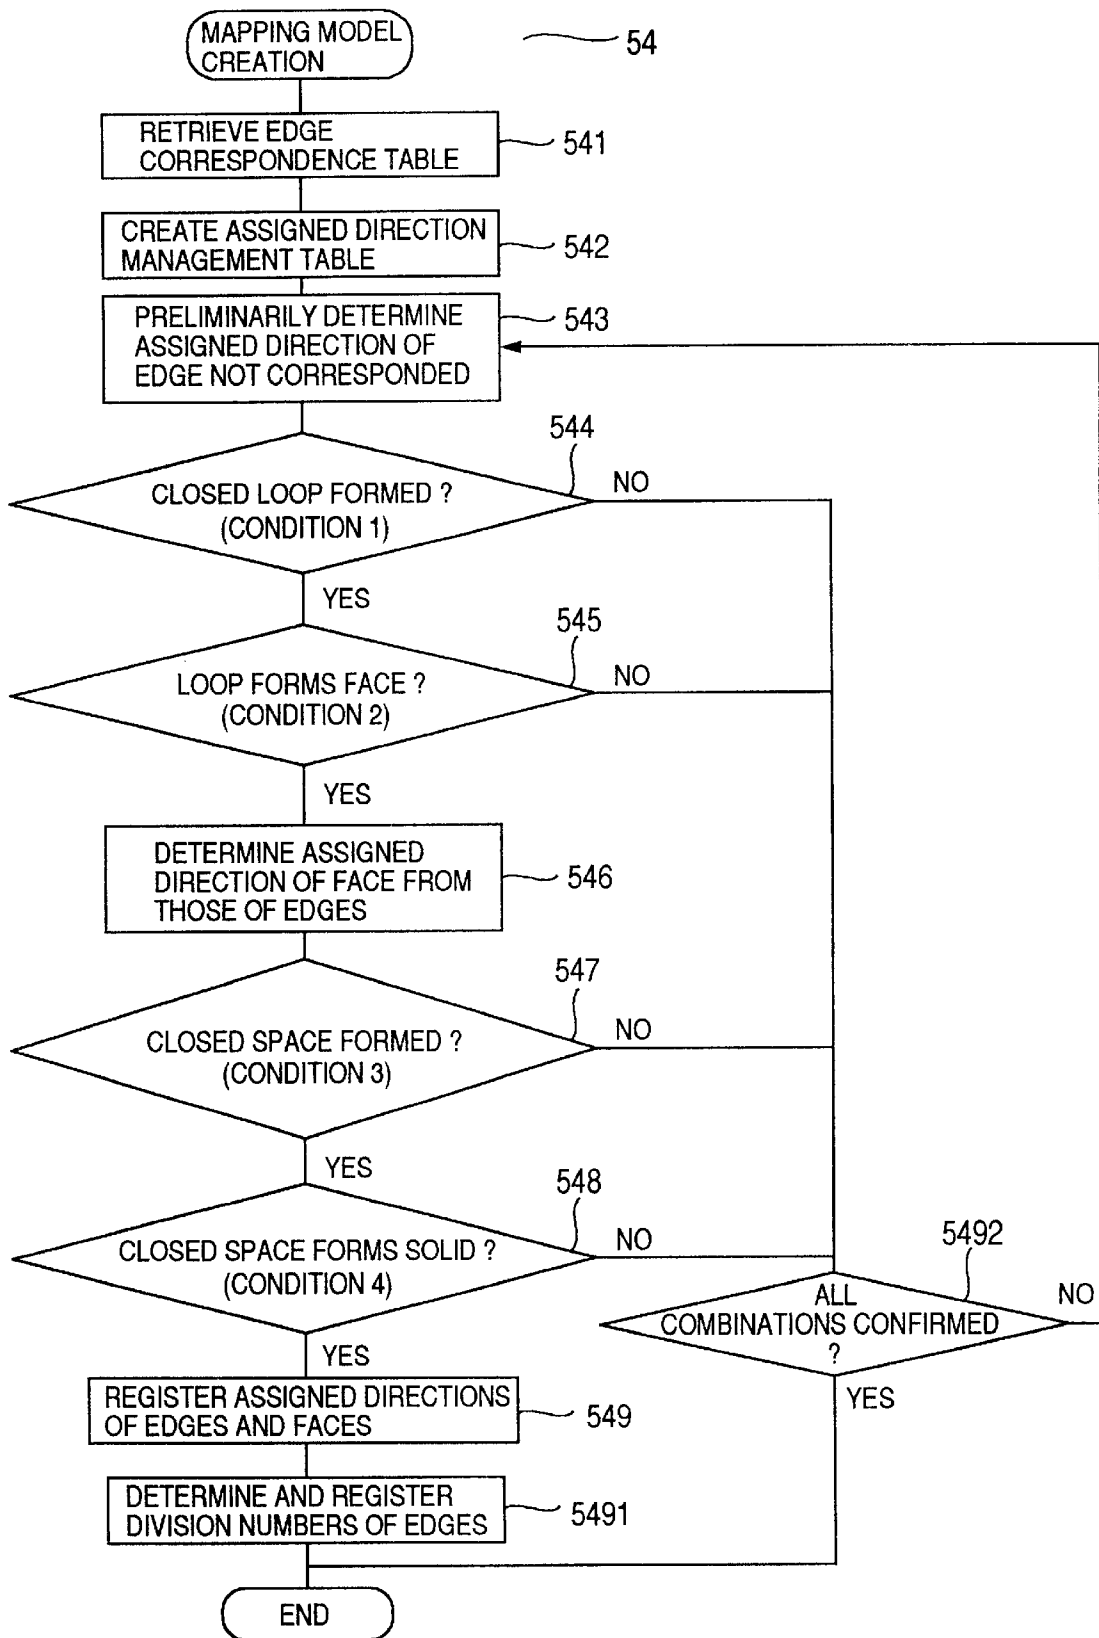 MAPPING MODEL
CREATION
54
RETRIEVE EDGE
CORRESPONDENCE TABLE
541
CREATE ASSIGNED DIRECTION
MANAGEMENT TABLE
542
PRELIMINARILY DETERMINE
ASSIGNED DIRECTION OF
EDGE NOT CORRESPONDED
543
544
CLOSED LOOP FORMED ?
(CONDITION 1)
NO
YES
545
LOOP FORMS FACE ?
(CONDITION 2)
NO
YES
DETERMINE ASSIGNED
DIRECTION OF FACE FROM
THOSE OF EDGES
546
547
CLOSED SPACE FORMED ?
(CONDITION 3)
NO
YES
548
CLOSED SPACE FORMS SOLID ?
(CONDITION 4)
NO
5492
ALL
COMBINATIONS CONFIRMED
?
NO
YES
YES
REGISTER ASSIGNED DIRECTIONS
OF EDGES AND FACES
549
DETERMINE AND REGISTER
DIVISION NUMBERS OF EDGES
5491
END